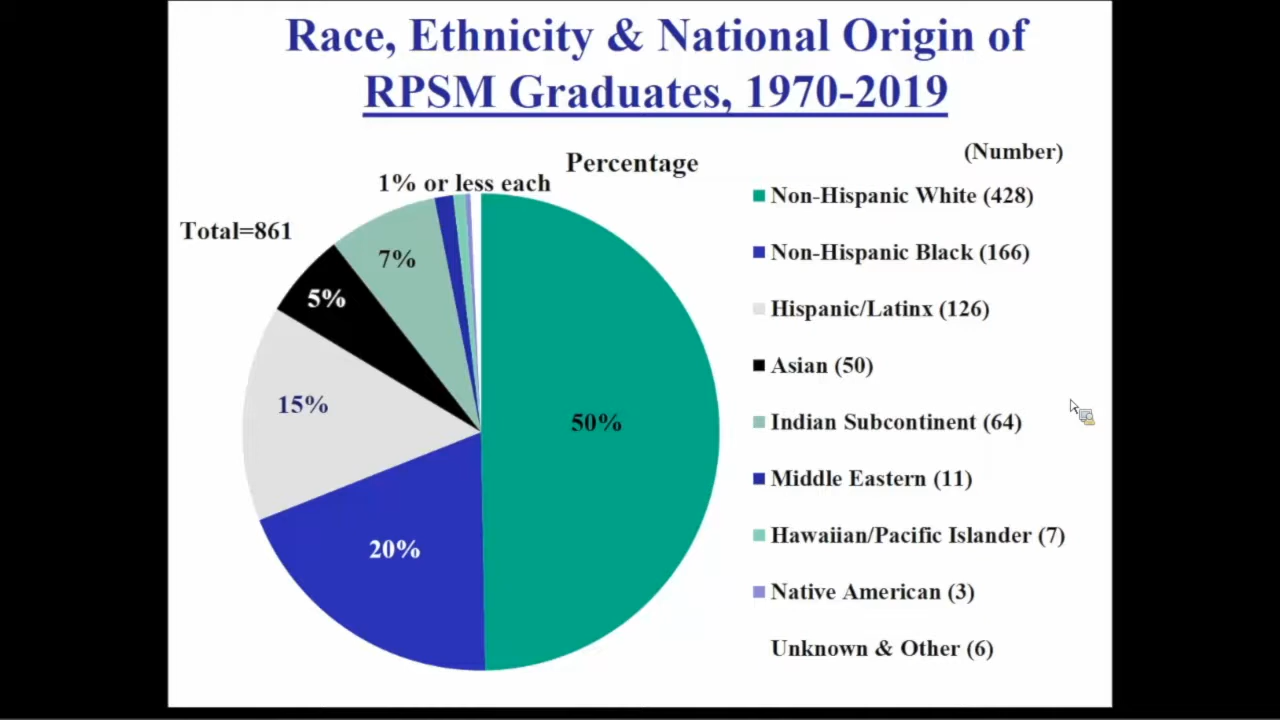 Race, Ethnicity & National Origin of
RPSM Graduates, 1970-2019
(Number)
Percentage
1% or less each
Total=861
7%
5%
15%
50%
20%
Non-Hispanic White (428)
Non-Hispanic Black (166)
Hispanic/Latinx (126)
Asian (50)
Indian Subcontinent (64)
Middle Eastern (11)
Hawaiian/Pacific Islander (7)
Native American (3)
Unknown & Other (6)